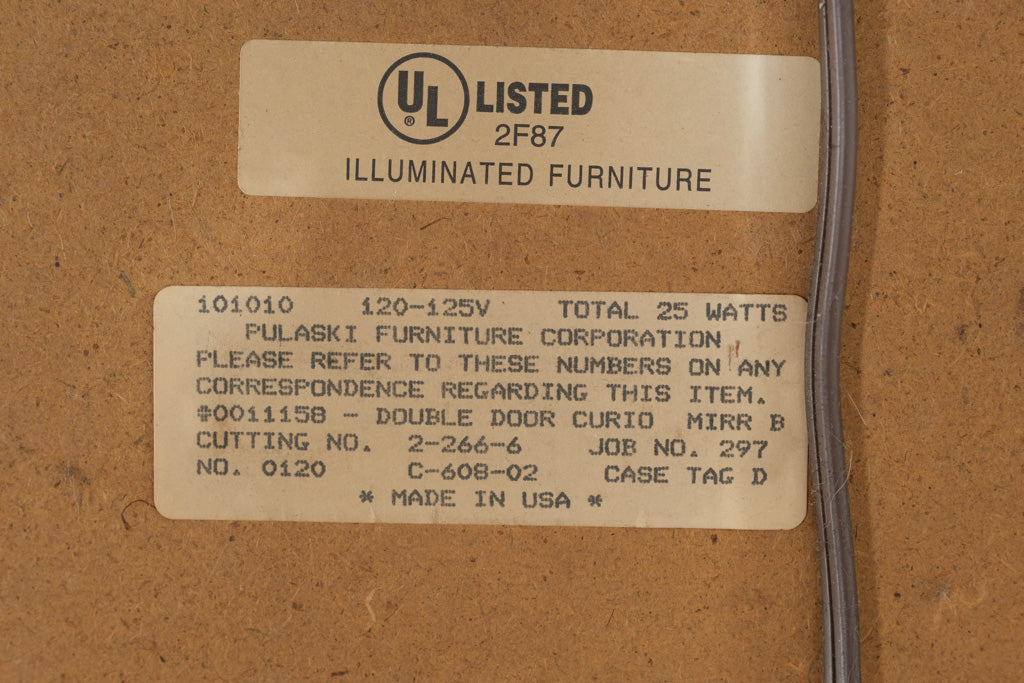 UL® LISTED
2F87
ILLUMINATED FURNITURE
101010 120-125V TOTAL 25 WATTS
PULASKI FURNITURE CORPORATION
PLEASE REFER TO THESE NUMBERS ON ANY
CORRESPONDENCE REGARDING THIS ITEM.
#0011158 - DOUBLE DOOR CURIO MIRR B
CUTTING NO. 2-266-6 JOB NO. 297
NO. 0120 C-608-02 CASE TAG D
* MADE IN USA *